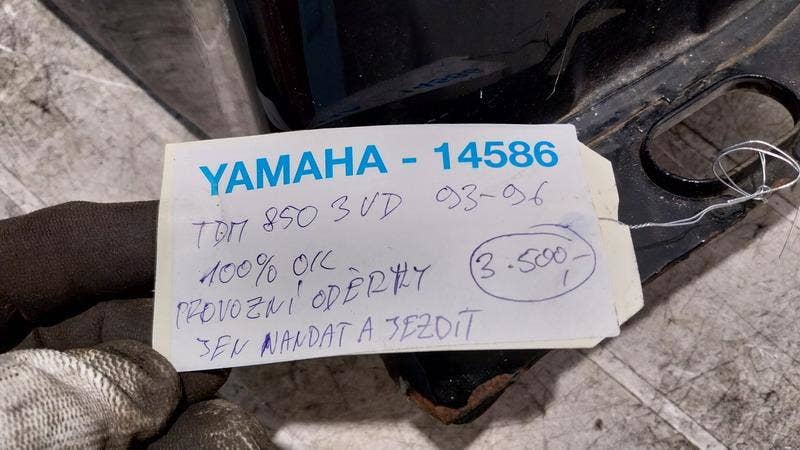 YAMAHA - 14586
TDM 850 3VD 93-96
100% OK
3.500,-
PROVOZNÍ ODĚRKY
JEN NANDAT A JEZDIT